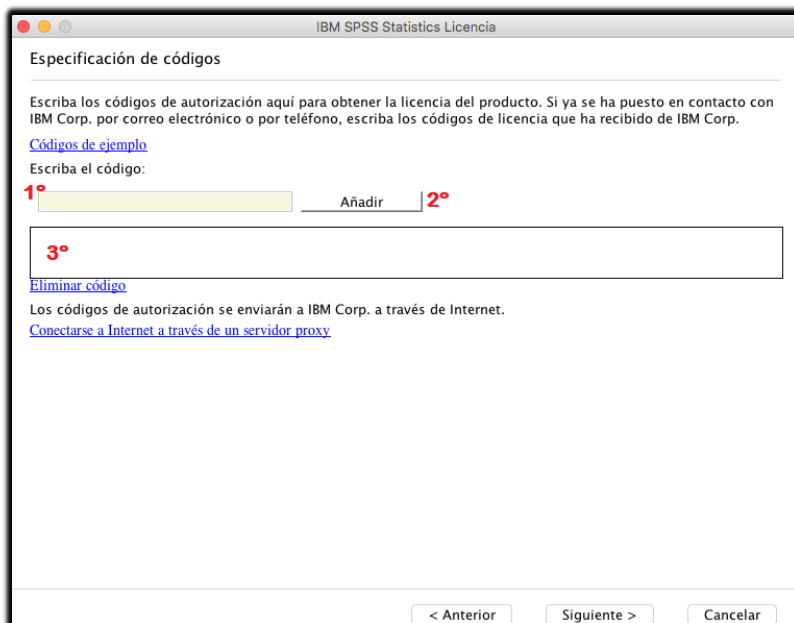 IBM SPSS Statistics Licencia
Especificación de códigos
Escriba los códigos de autorización aquí para obtener la licencia del producto. Si ya se ha puesto en contacto con
IBM Corp. por correo electrónico o por teléfono, escriba los códigos de licencia que ha recibido de IBM Corp.
Códigos de ejemplo
Escriba el código:
1º
Añadir 2º
3º
Eliminar código
Los códigos de autorización se enviarán a IBM Corp. a través de Internet.
Conectarse a Internet a través de un servidor proxy
< Anterior Siguiente > Cancelar